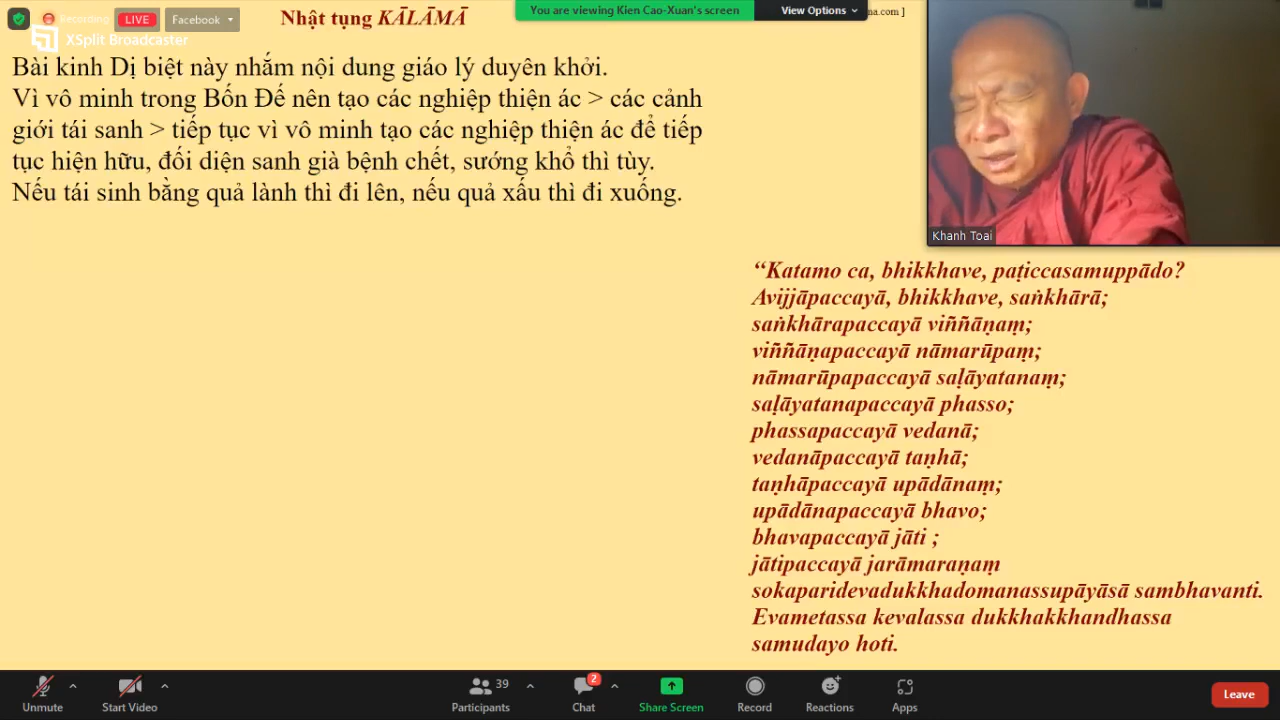 Recording
LIVE
Facebook
XSplit Broadcaster
Nhật tụng KĀLĀMĀ
You are viewing Kien Cao-Xuan's screen
View Options
ma.com ]
Bài kinh Dị biệt này nhắm nội dung giáo lý duyên khởi.
Vì vô minh trong Bốn Đế nên tạo các nghiệp thiện ác > các cảnh
giới tái sanh > tiếp tục vì vô minh tạo các nghiệp thiện ác để tiếp
tục hiện hữu, đối diện sanh già bệnh chết, sướng khổ thì tùy.
Nếu tái sinh bằng quả lành thì đi lên, nếu quả xấu thì đi xuống.
Khanh Toai
“Katamo ca, bhikkhave, paṭiccasamuppādo?
Avijjāpaccayā, bhikkhave, saṅkhārā;
saṅkhārapaccayā viññāṇaṃ;
viññāṇapaccayā nāmarūpaṃ;
nāmarūpapaccayā saḷāyatanaṃ;
saḷāyatanapaccayā phasso;
phassapaccayā vedanā;
vedanāpaccayā taṇhā;
taṇhāpaccayā upādānaṃ;
upādānapaccayā bhavo;
bhavapaccayā jāti ;
jātipaccayā jarāmaraṇaṃ
sokaparidevadukkhadomanassupāyāsā sambhavanti.
Evametassa kevalassa dukkhakkhandhassa
samudayo hoti.
Unmute
Start Video
39
Participants
2
Chat
Share Screen
Record
Reactions
Apps
Leave